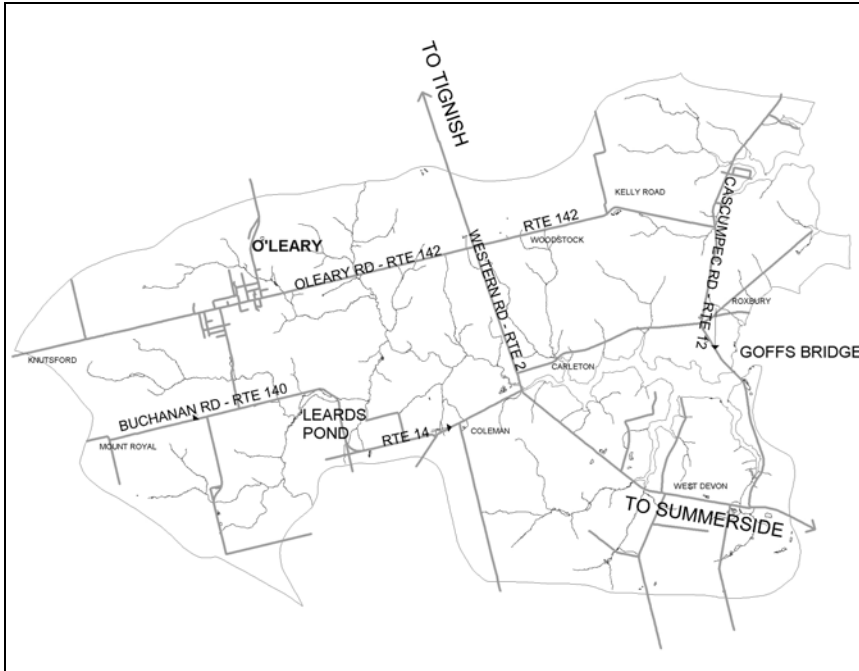 TO TIGNISH
KELLY ROAD
CASCUMPEC RD - RTE 12
RTE 142
WOODSTOCK
O'LEARY
OLEARY RD - RTE 142
WESTERN RD - RTE 2
ROXBURY
GOFFS BRIDGE
KNUTSFORD
CARLETON
BUCHANAN RD - RTE 140
LEARDS
POND
RTE 14
COLEMAN
MOUNT ROYAL
WEST DEVON
TO SUMMERSIDE